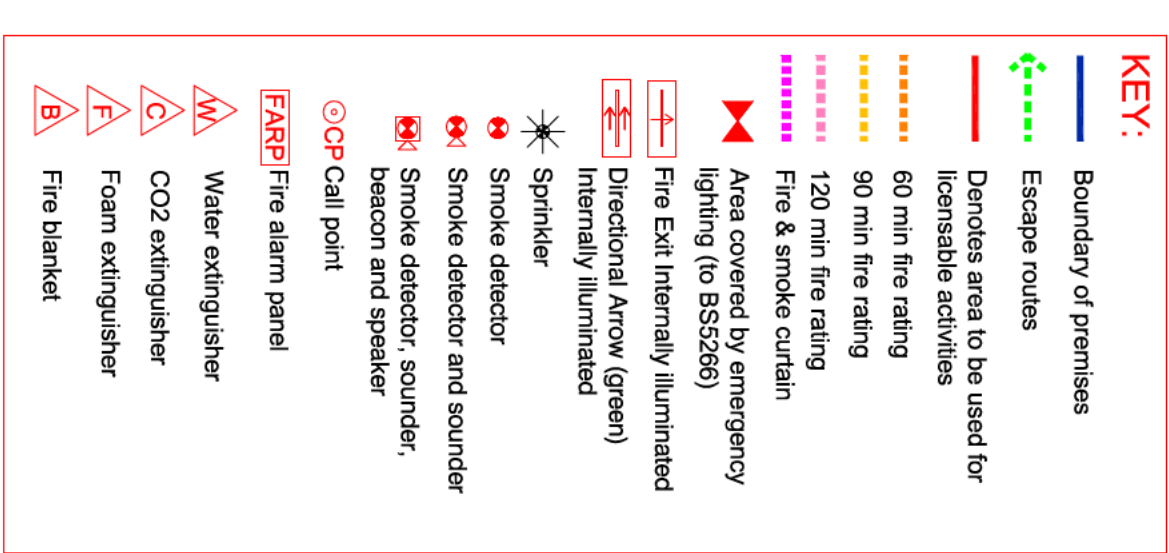 KEY:
Boundary of premises
Escape routes
Denotes area to be used for
licensable activities
60 min fire rating
90 min fire rating
120 min fire rating
Fire & smoke curtain
Area covered by emergency
lighting (to BS5266)
Fire Exit Internally illuminated
Directional Arrow (green)
Internally illuminated
Sprinkler
Smoke detector
Smoke detector and sounder
Smoke detector, sounder,
beacon and speaker
CP Call point
FARP Fire alarm panel
W Water extinguisher
C CO2 extinguisher
F Foam extinguisher
B Fire blanket